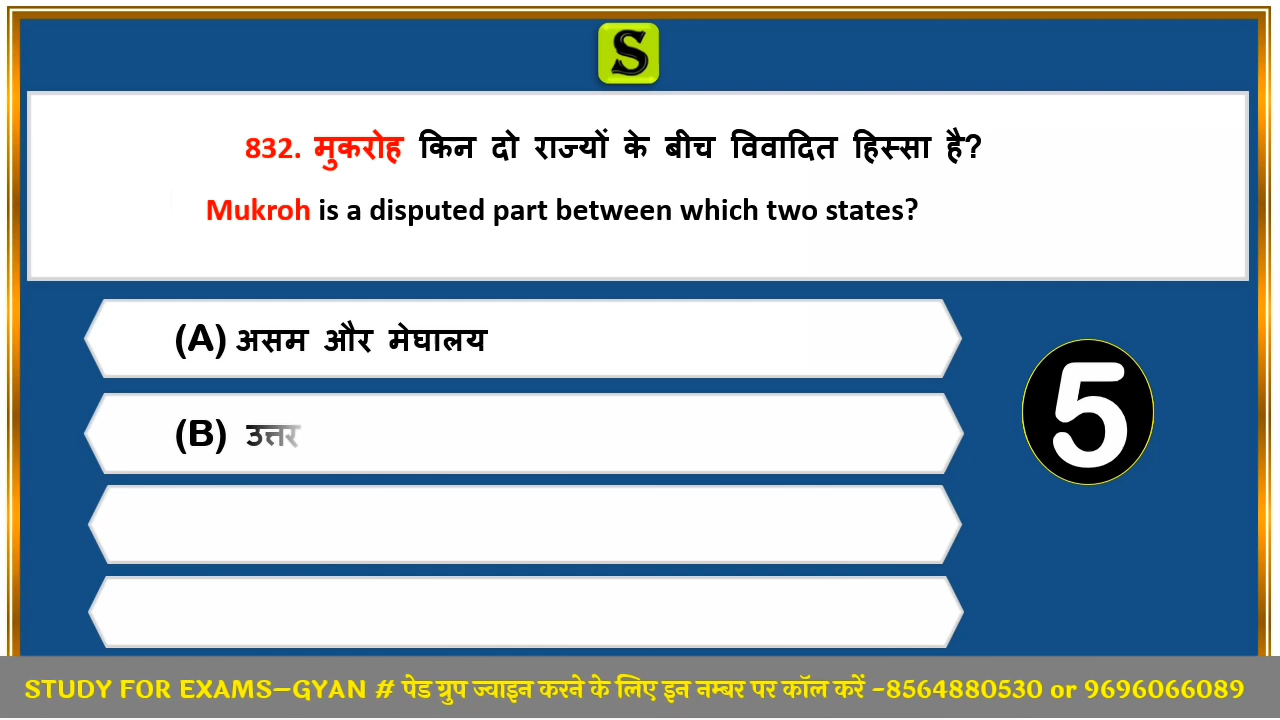 S
832. मुकरोह किन दो राज्यों के बीच विवादित हिस्सा है?
Mukroh is a disputed part between which two states?
(A) असम और मेघालय
(B) उत्तर
5
STUDY FOR EXAMS–GYAN # पेड ग्रुप ज्वाइन करने के लिए इन नम्बर पर कॉल करें -8564880530 or 9696066089